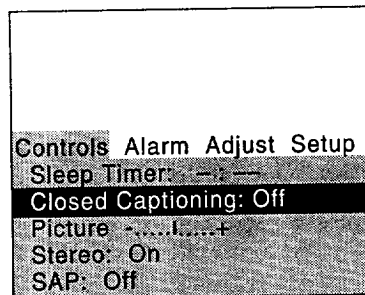 Controls Alarm Adjust Setup
Sleep Timer: –:––
Closed Captioning: Off
Picture -.....I.....+
Stereo: On
SAP: Off